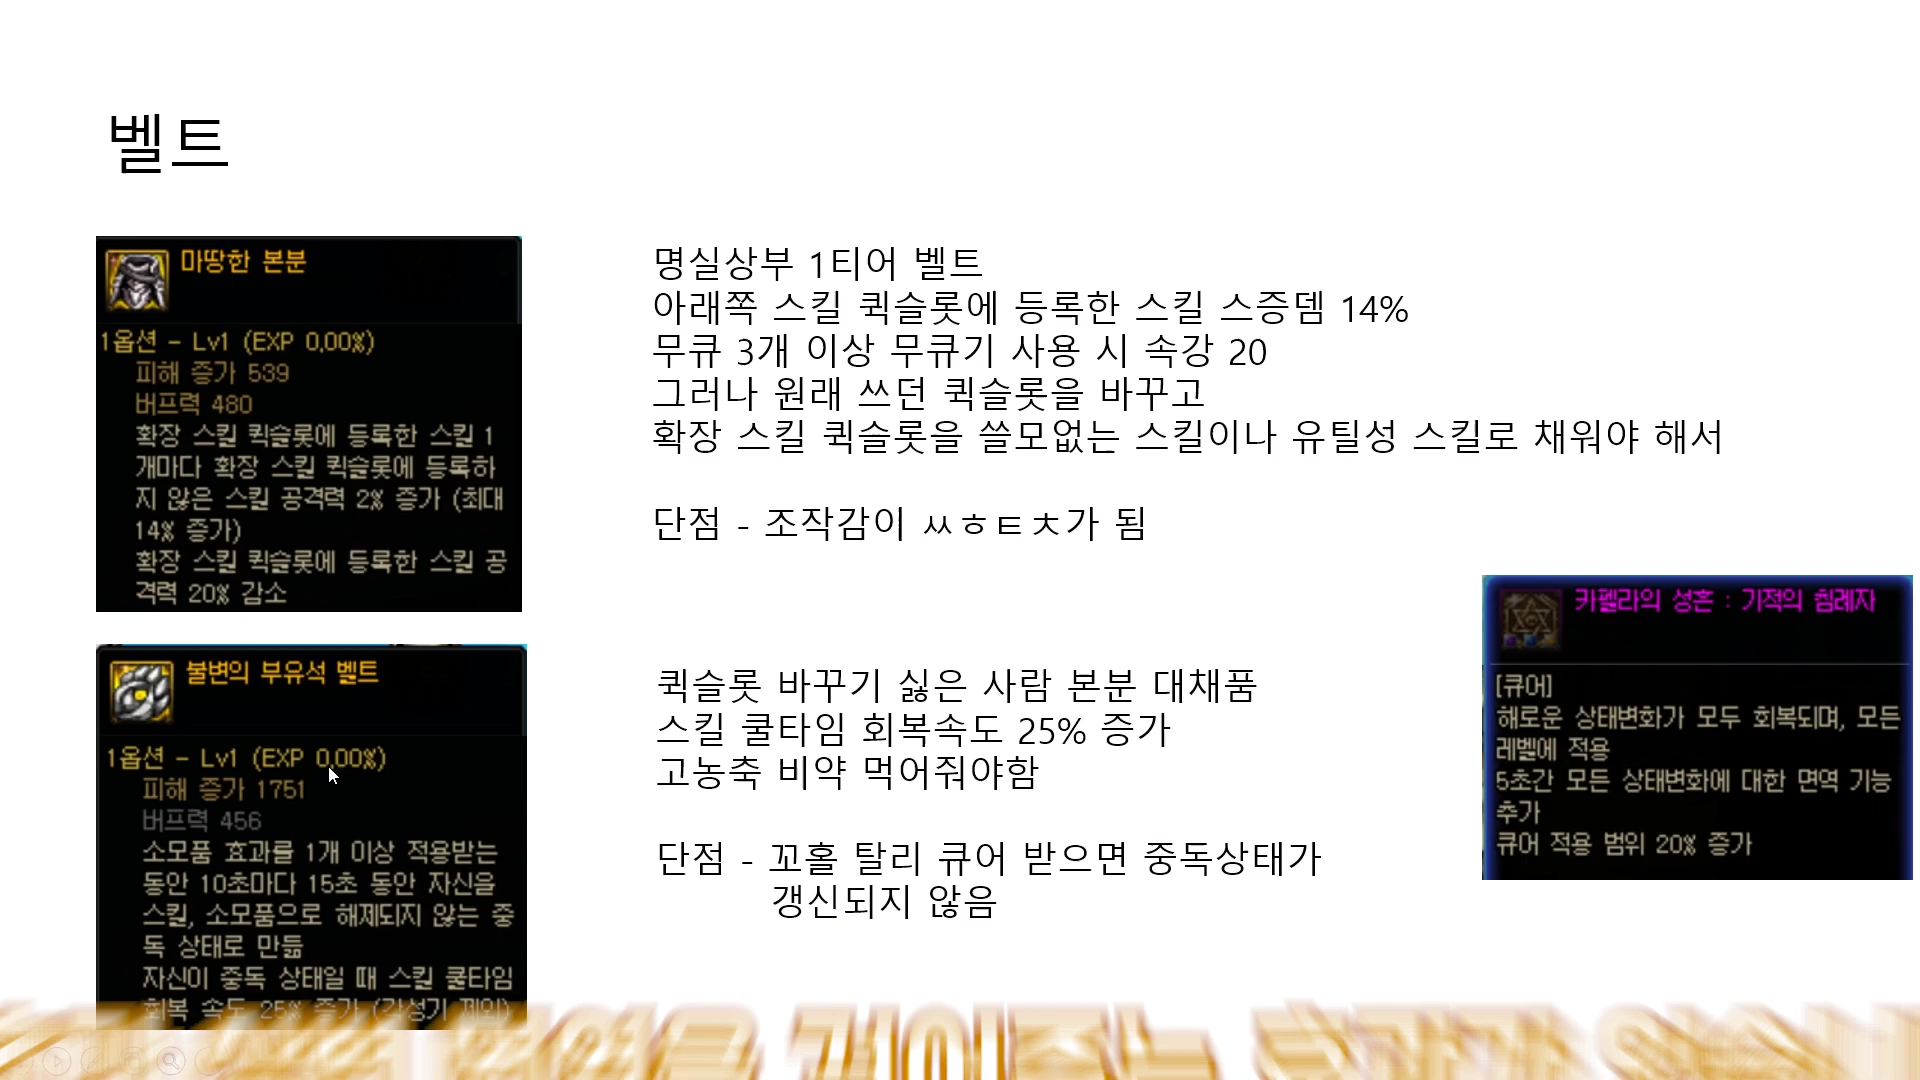 벨트
마땅한 본분
1옵션 - Lv1 (EXP 0.00%)
피해 증가 539
버프력 480
확장 스킬 퀵슬롯에 등록한 스킬 1
개마다 확장 스킬 퀵슬롯에 등록하
지 않은 스킬 공격력 2% 증가 (최대
14% 증가)
확장 스킬 퀵슬롯에 등록한 스킬 공
격력 20% 감소
명실상부 1티어 벨트
아래쪽 스킬 퀵슬롯에 등록한 스킬 스증뎀 14%
무큐 3개 이상 무큐기 사용 시 속강 20
그러나 원래 쓰던 퀵슬롯을 바꾸고
확장 스킬 퀵슬롯을 쓸모없는 스킬이나 유틸성 스킬로 채워야 해서
단점 - 조작감이 ㅆㅎㅌㅊ가 됨
불변의 부유석 벨트
1옵션 - Lv1 (EXP 0.00%)
피해 증가 1751
버프력 456
소모품 효과를 1개 이상 적용받는
동안 10초마다 15초 동안 자신을
스킬, 소모품으로 해제되지 않는 중
독 상태로 만듦
자신이 중독 상태일 때 스킬 쿨타임
회복 속도 25% 증가 (각성기 제외)
퀵슬롯 바꾸기 싫은 사람 본분 대채품
스킬 쿨타임 회복속도 25% 증가
고농축 비약 먹어줘야함
단점 - 꼬홀 탈리 큐어 받으면 중독상태가
갱신되지 않음
카펠라의 성흔 : 기적의 침례자
[큐어]
해로운 상태변화가 모두 회복되며, 모든
레벨에 적용
5초간 모든 상태변화에 대한 면역 기능
추가
큐어 적용 범위 20% 증가